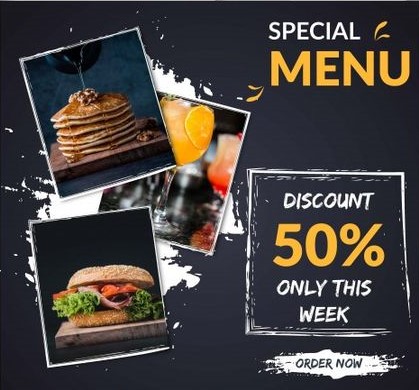 SPECIAL
MENU
DISCOUNT
50%
ONLY THIS
WEEK
ORDER NOW